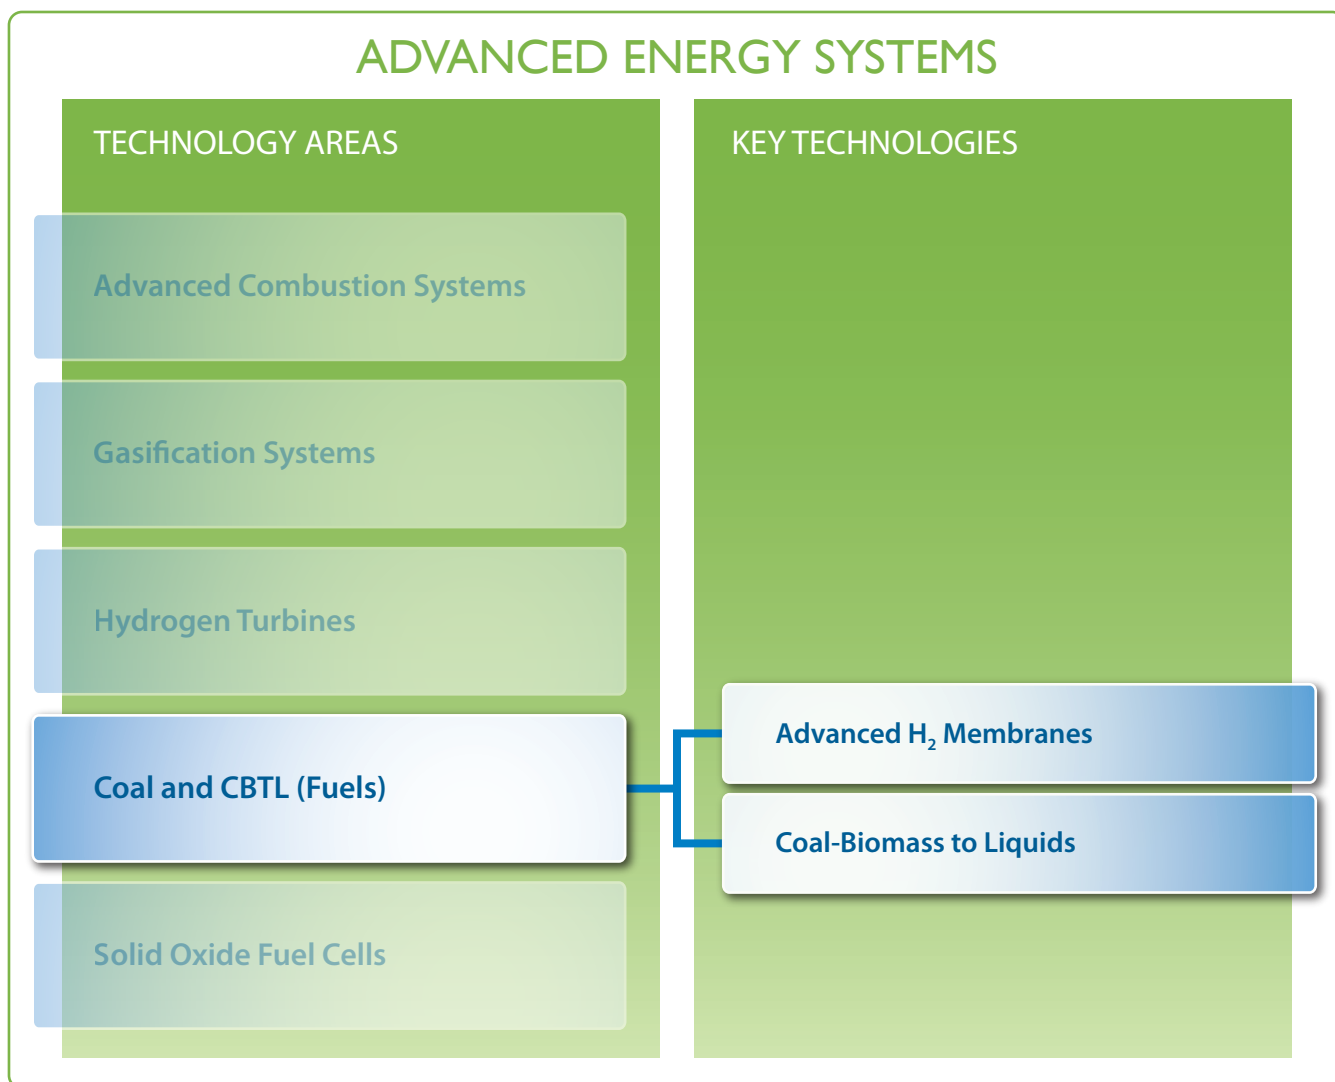 ADVANCED ENERGY SYSTEMS
TECHNOLOGY AREAS
Advanced Combustion Systems
Gasification Systems
Hydrogen Turbines
Coal and CBTL (Fuels)
Solid Oxide Fuel Cells
KEY TECHNOLOGIES
Advanced H₂ Membranes
Coal-Biomass to Liquids